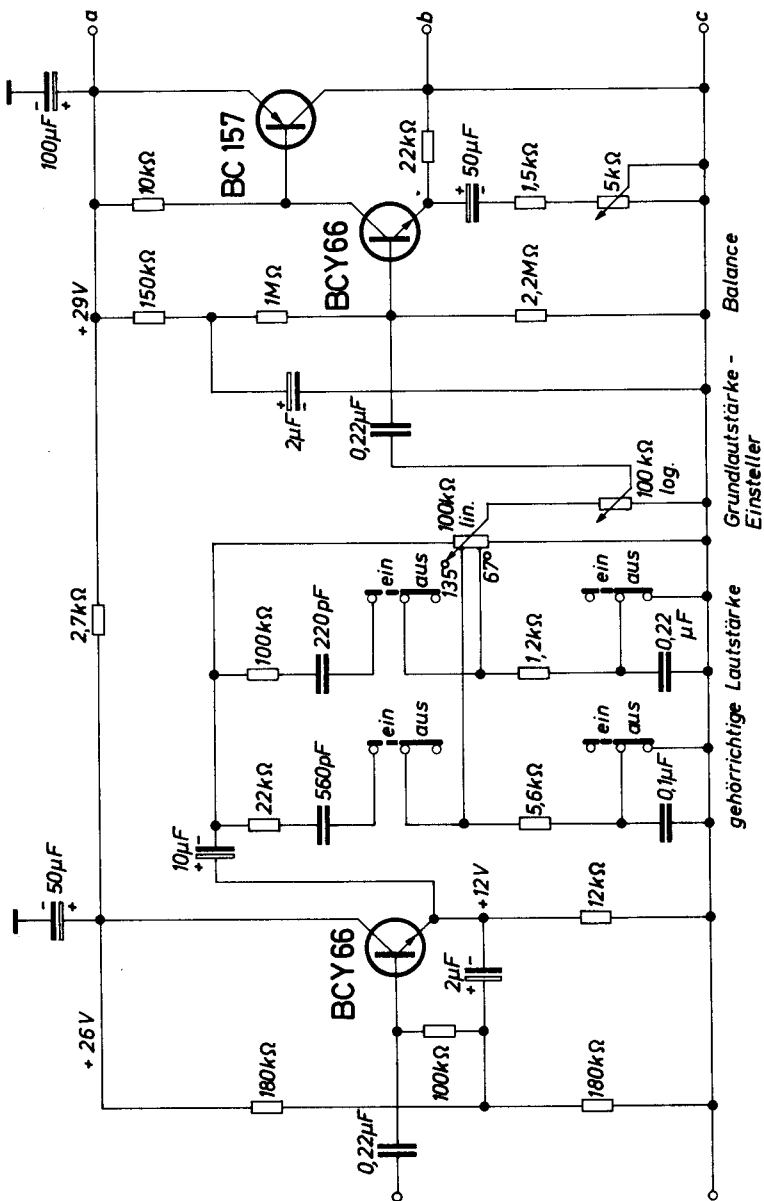 a
100µF
-
+
BC 157
10kΩ
+ 29V
150kΩ
1MΩ
BCY66
b
22kΩ
+
-
50µF
1,5kΩ
5kΩ
2,2MΩ
c
Balance
2µF
+
-
0,22µF
100kΩ
lin.
135°
67°
100kΩ
log.
Grundlautstärke-
Einsteller
2,7kΩ
100kΩ
220pF
ein
aus
1,2kΩ
ein
aus
0,22
µF
22kΩ
560pF
ein
aus
5,6kΩ
ein
aus
0,1µF
gehörrichtige Lautstärke
10µF
+
50µF
-
+
BCY66
+12V
12kΩ
2µF
+
-
+ 26V
180kΩ
100kΩ
180kΩ
0,22µF